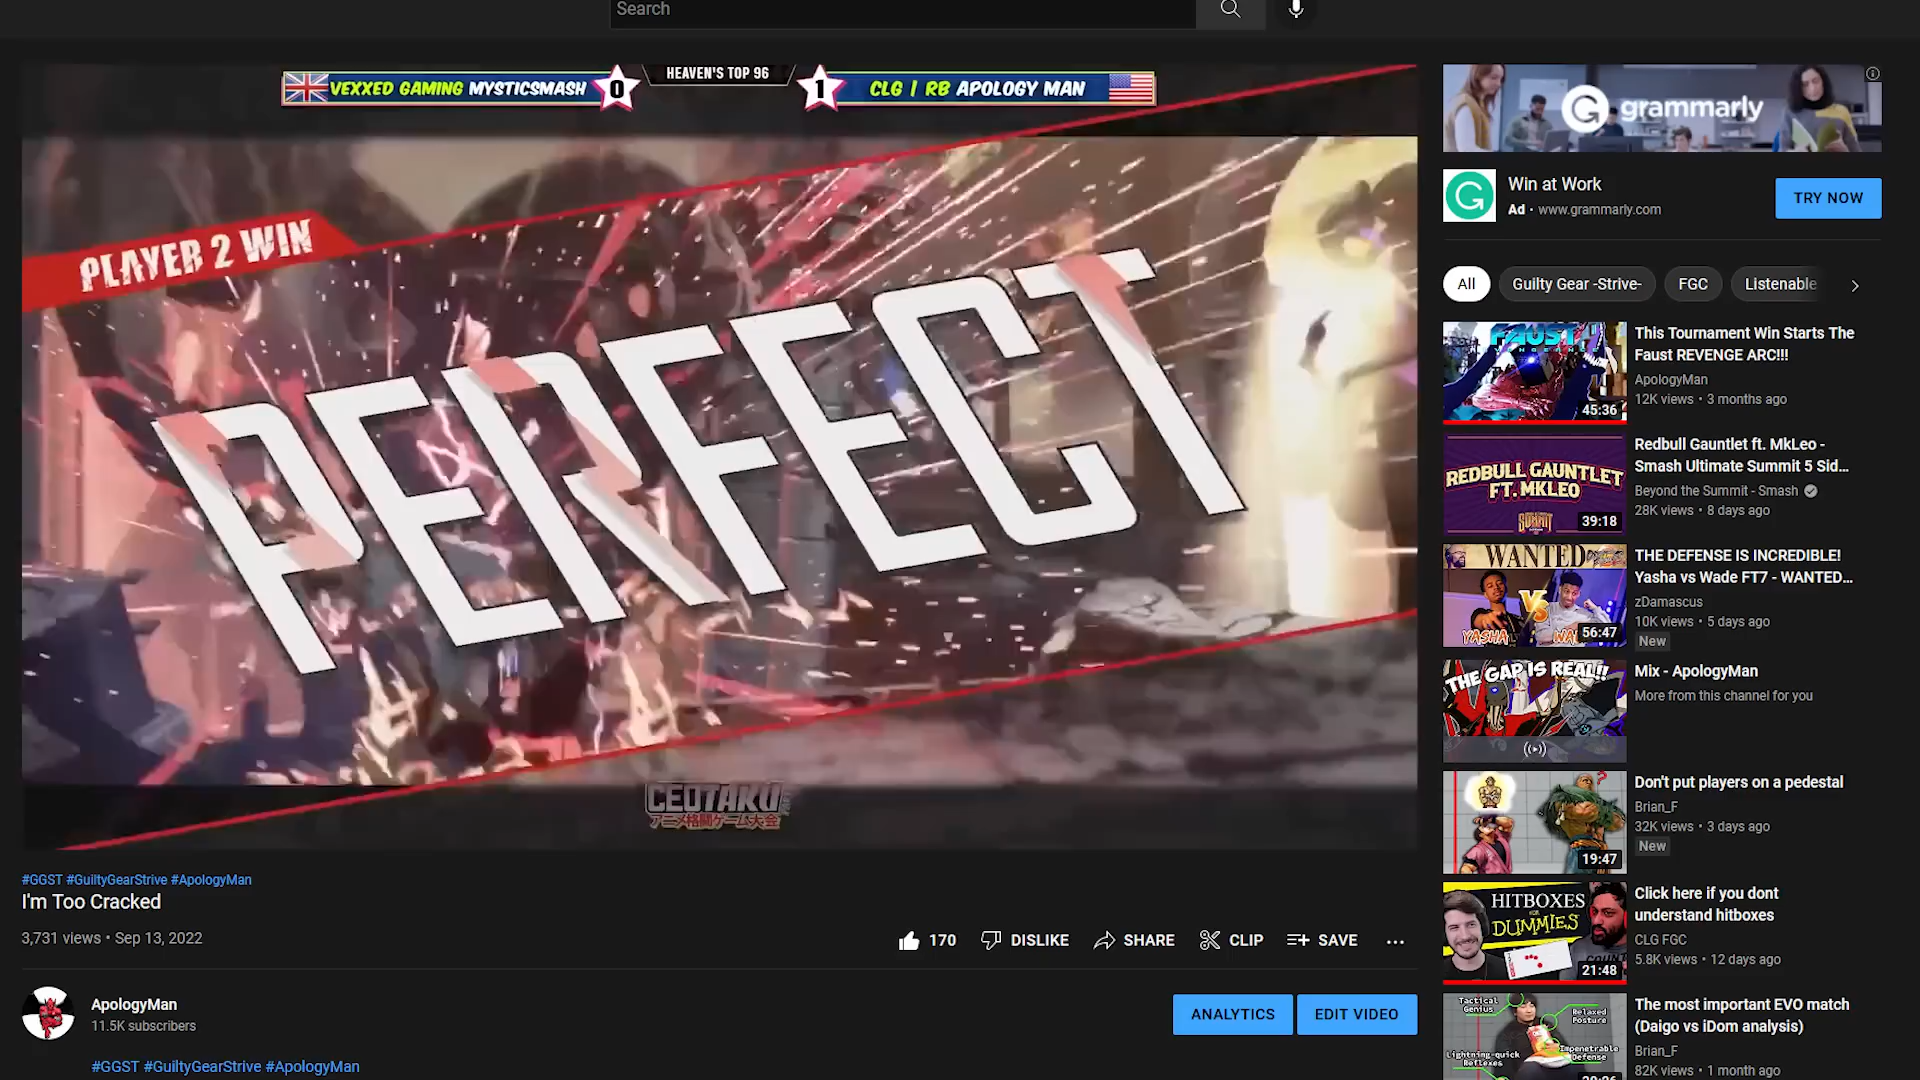 Search
VEXXED GAMING MYSTICSMASH
0
HEAVEN'S TOP 96
1
CLG | RB APOLOGY MAN
PLAYER 2 WIN
PERFECT
CEOTAKU
アニメ格闘ゲーム大会
#GGST #GuiltyGearStrive #ApologyMan
I'm Too Cracked
3,731 views • Sep 13, 2022
170
DISLIKE
SHARE
CLIP
SAVE
ApologyMan
11.5K subscribers
ANALYTICS
EDIT VIDEO
#GGST #GuiltyGearStrive #ApologyMan
grammarly
Win at Work
Ad • www.grammarly.com
TRY NOW
All
Guilty Gear -Strive-
FGC
Listenable
FAUST
45:36
This Tournament Win Starts The
Faust REVENGE ARC!!!
ApologyMan
12K views • 3 months ago
REDBULL GAUNTLET
FT. MKLEO
SUMMIT
39:18
Redbull Gauntlet ft. MkLeo -
Smash Ultimate Summit 5 Sid...
Beyond the Summit - Smash
28K views • 8 days ago
WANTED
VS
YASHA
56:47
THE DEFENSE IS INCREDIBLE!
Yasha vs Wade FT7 - WANTED...
zDamascus
10K views • 5 days ago
New
THE GAP IS REAL!!
Mix - ApologyMan
More from this channel for you
19:47
Don't put players on a pedestal
Brian_F
32K views • 3 days ago
New
HITBOXES
FOR
DUMMIES
21:48
Click here if you dont
understand hitboxes
CLG FGC
5.8K views • 12 days ago
Tactical
Genius
Relaxed
Posture
Lightning-quick
Reflexes
Impenetrable
Defense
The most important EVO match
(Daigo vs iDom analysis)
Brian_F
82K views • 1 month ago